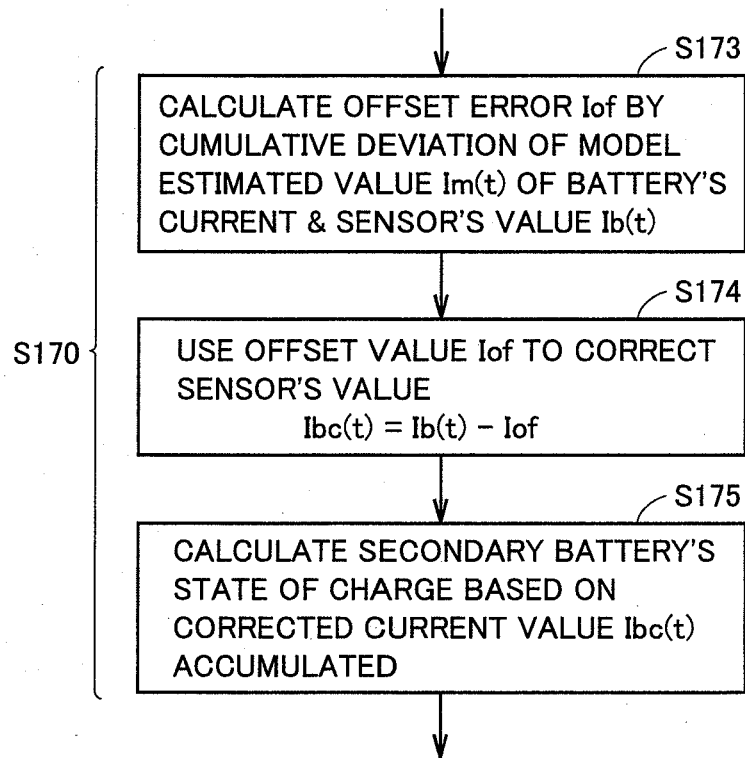 S173
CALCULATE OFFSET ERROR Iof BY
CUMULATIVE DEVIATION OF MODEL
ESTIMATED VALUE Im(t) OF BATTERY'S
CURRENT & SENSOR'S VALUE Ib(t)
S174
S170
USE OFFSET VALUE Iof TO CORRECT
SENSOR'S VALUE
Ibc(t) = Ib(t) − Iof
S175
CALCULATE SECONDARY BATTERY'S
STATE OF CHARGE BASED ON
CORRECTED CURRENT VALUE Ibc(t)
ACCUMULATED